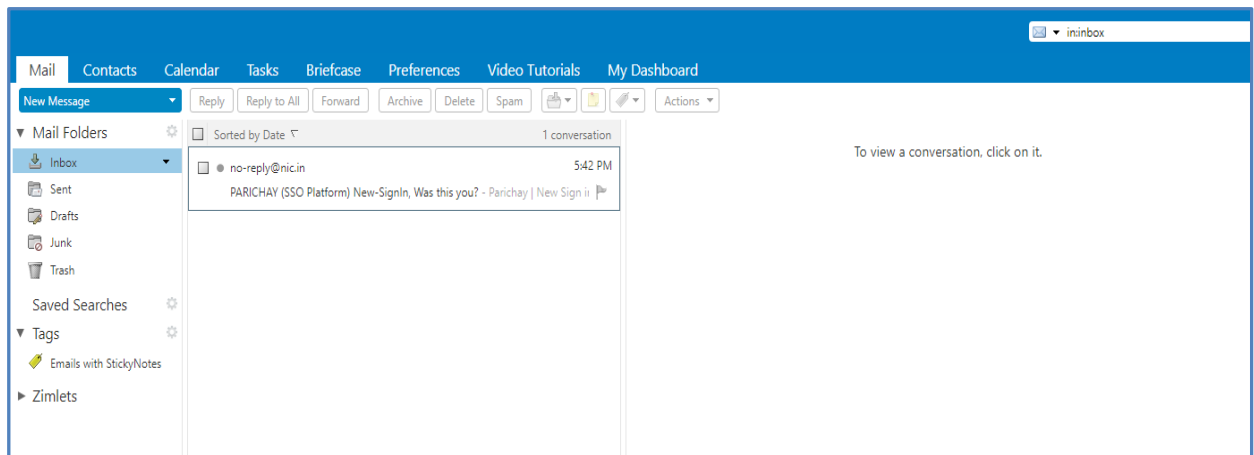 in:inbox
Mail Contacts Calendar Tasks Briefcase Preferences Video Tutorials My Dashboard
New Message Reply Reply to All Forward Archive Delete Spam Actions
Mail Folders
Sorted by Date 1 conversation
To view a conversation, click on it.
Inbox
no-reply@nic.in 5:42 PM
Sent
PARICHAY (SSO Platform) New-SignIn, Was this you? - Parichay | New Sign i
Drafts
Junk
Trash
Saved Searches
Tags
Emails with StickyNotes
Zimlets